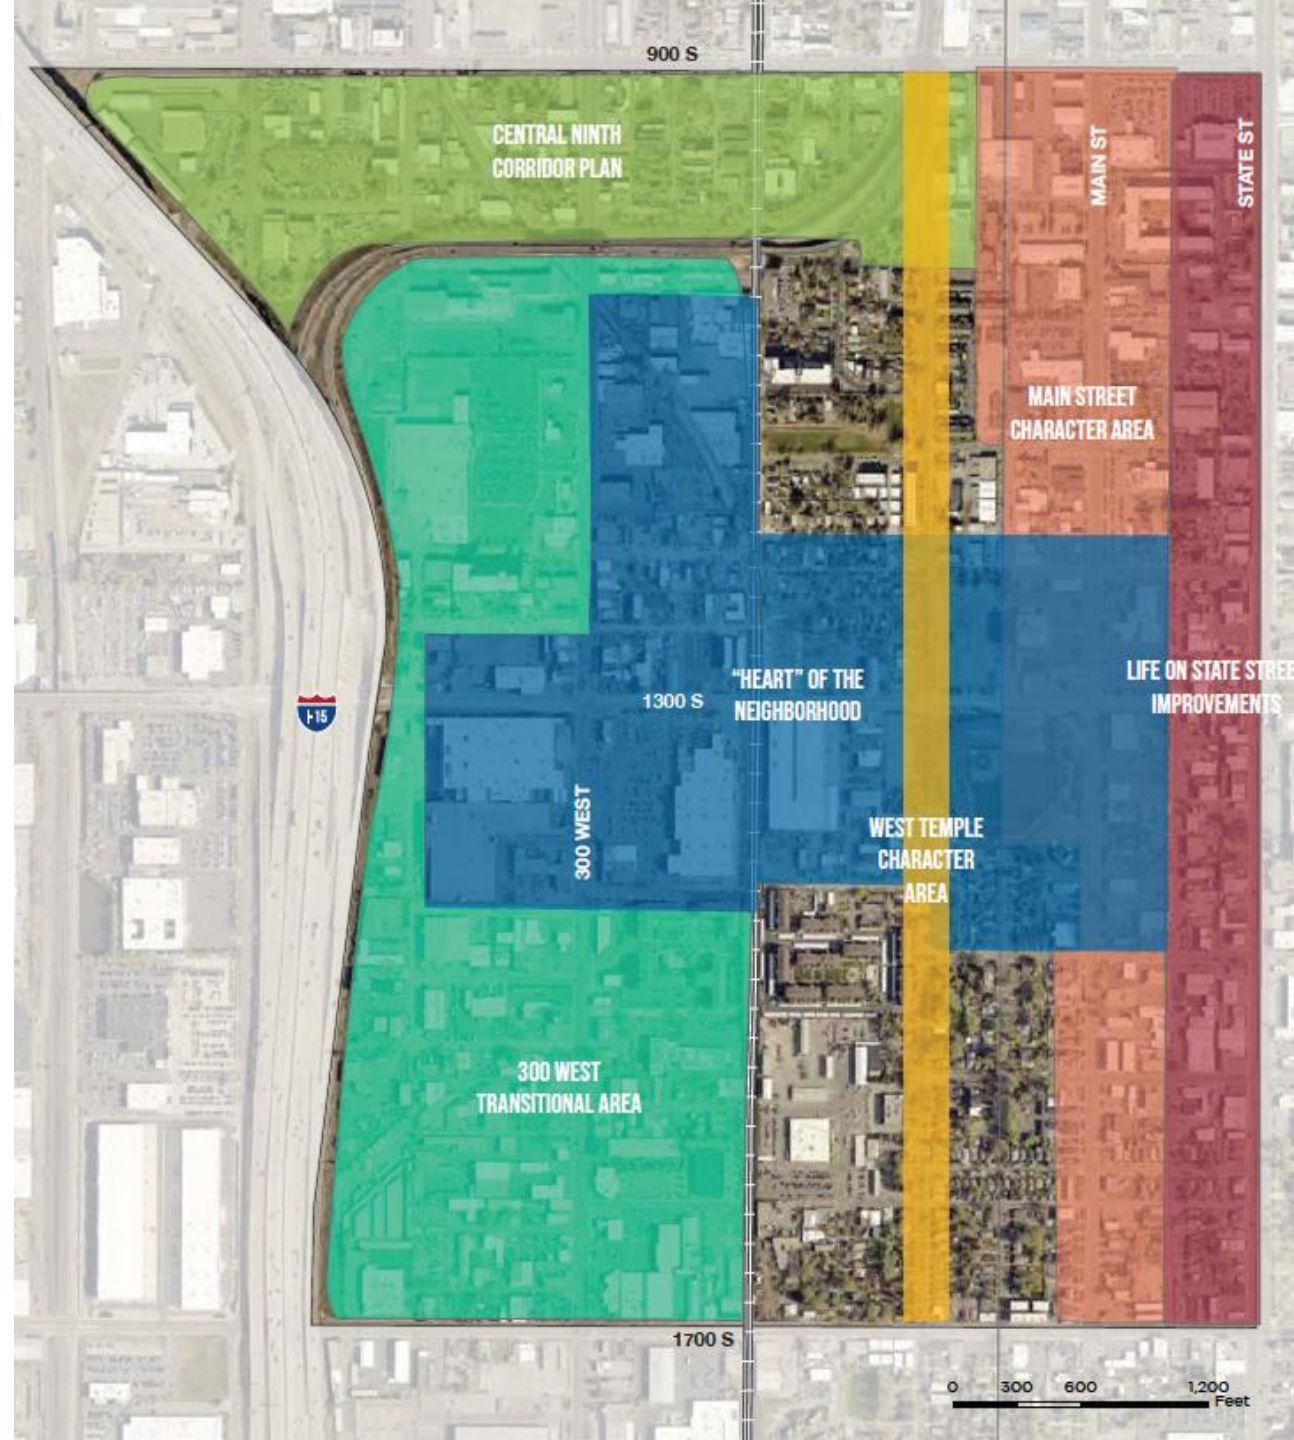 900 S
CENTRAL NINTH
CORRIDOR PLAN
MAIN ST
STATE ST
MAIN STREET
CHARACTER AREA
"HEART" OF THE
NEIGHBORHOOD
1300 S
LIFE ON STATE STREE
IMPROVEMENTS
I-15
300 WEST
WEST TEMPLE
CHARACTER
AREA
300 WEST
TRANSITIONAL AREA
1700 S
0 300 600 1,200
Feet